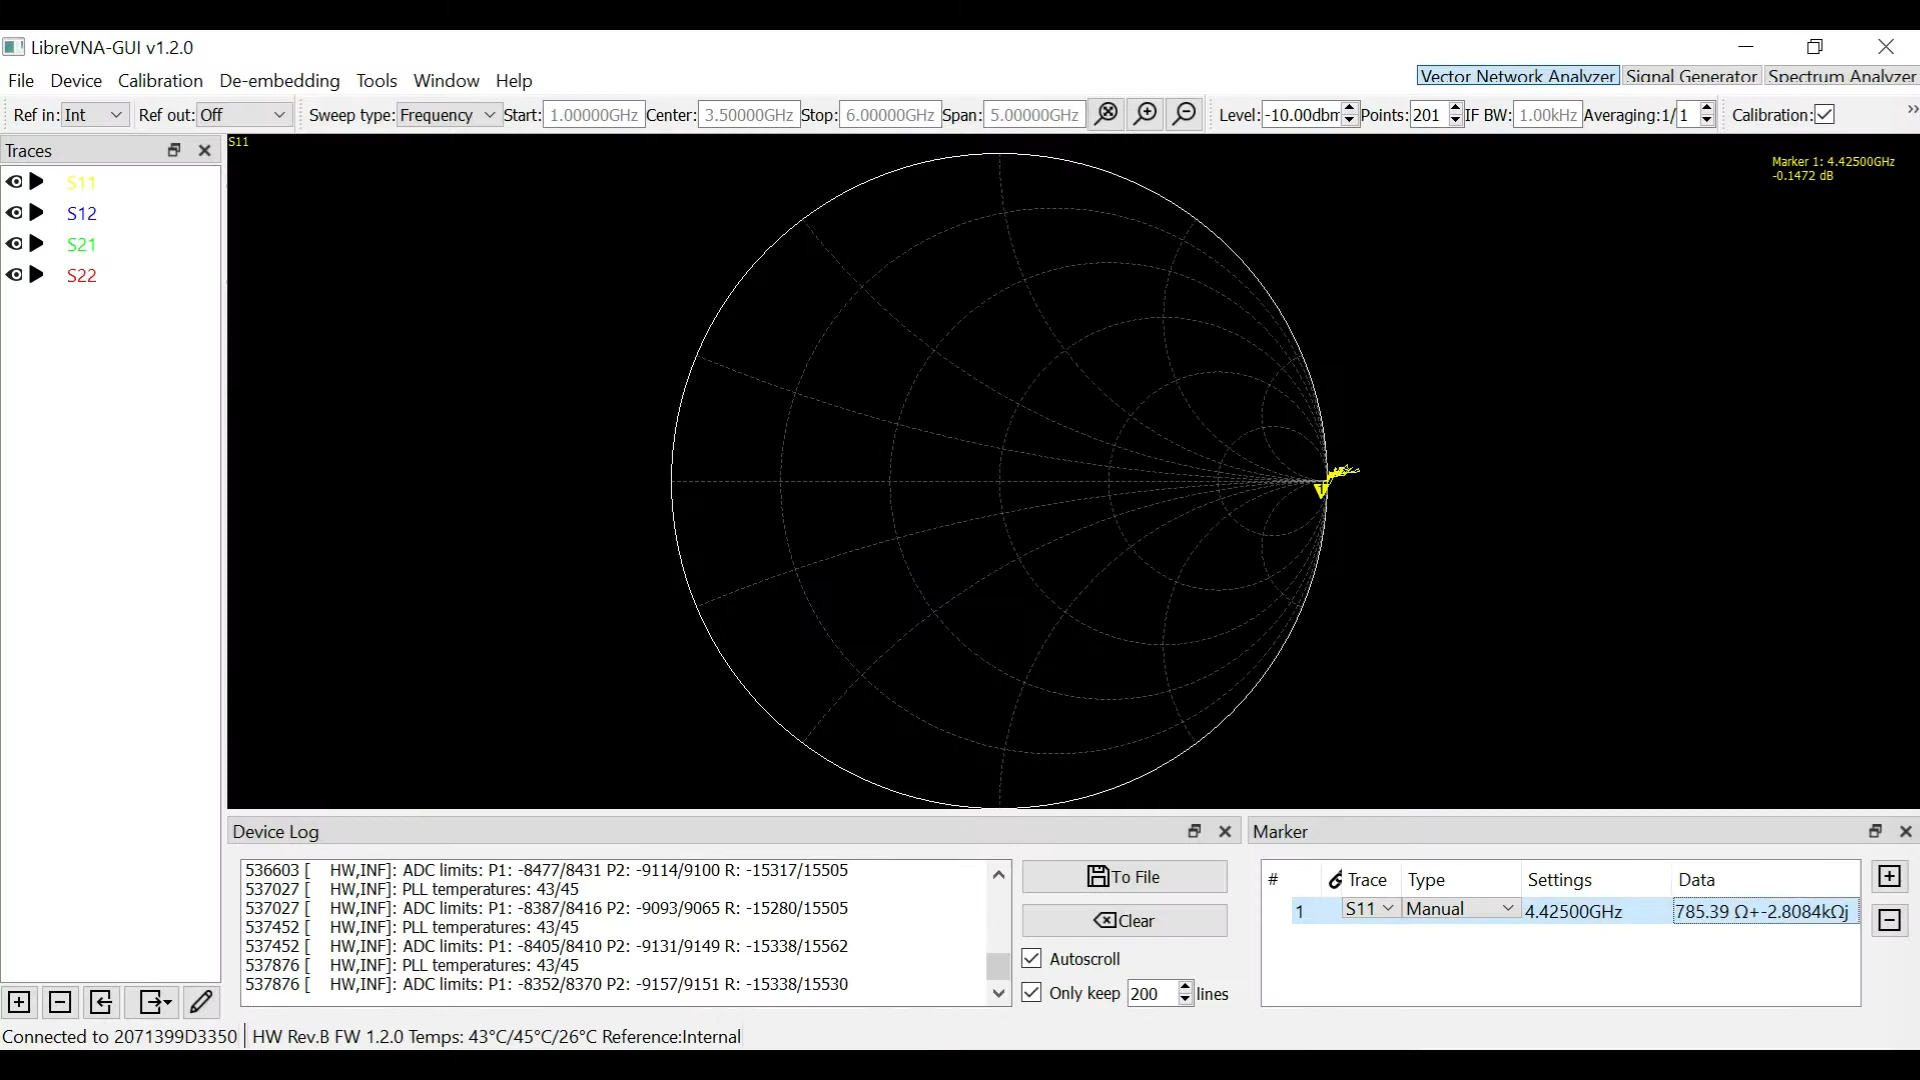 LibreVNA-GUI v1.2.0
File Device Calibration De-embedding Tools Window Help
Vector Network Analyzer Signal Generator Spectrum Analyzer
Ref in: Int Ref out: Off Sweep type: Frequency Start: 1.00000GHz Center: 3.50000GHz Stop: 6.00000GHz Span: 5.00000GHz Level: -10.00dbm Points: 201 IF BW: 1.00kHz Averaging: 1/ 1 Calibration:
Traces
S11
S12
S21
S22
S11
Marker 1: 4.42500GHz
-0.1472 dB
1
Device Log
536603 [ HW,INF]: ADC limits: P1: -8477/8431 P2: -9114/9100 R: -15317/15505
537027 [ HW,INF]: PLL temperatures: 43/45
537027 [ HW,INF]: ADC limits: P1: -8387/8416 P2: -9093/9065 R: -15280/15505
537452 [ HW,INF]: PLL temperatures: 43/45
537452 [ HW,INF]: ADC limits: P1: -8405/8410 P2: -9131/9149 R: -15338/15562
537876 [ HW,INF]: PLL temperatures: 43/45
537876 [ HW,INF]: ADC limits: P1: -8352/8370 P2: -9157/9151 R: -15338/15530
To File
Clear
Autoscroll
Only keep 200 lines
Marker
# Trace Type Settings Data
1 S11 Manual 4.42500GHz 785.39 Ω+-2.8084kΩj
Connected to 2071399D3350 HW Rev.B FW 1.2.0 Temps: 43°C/45°C/26°C Reference:Internal